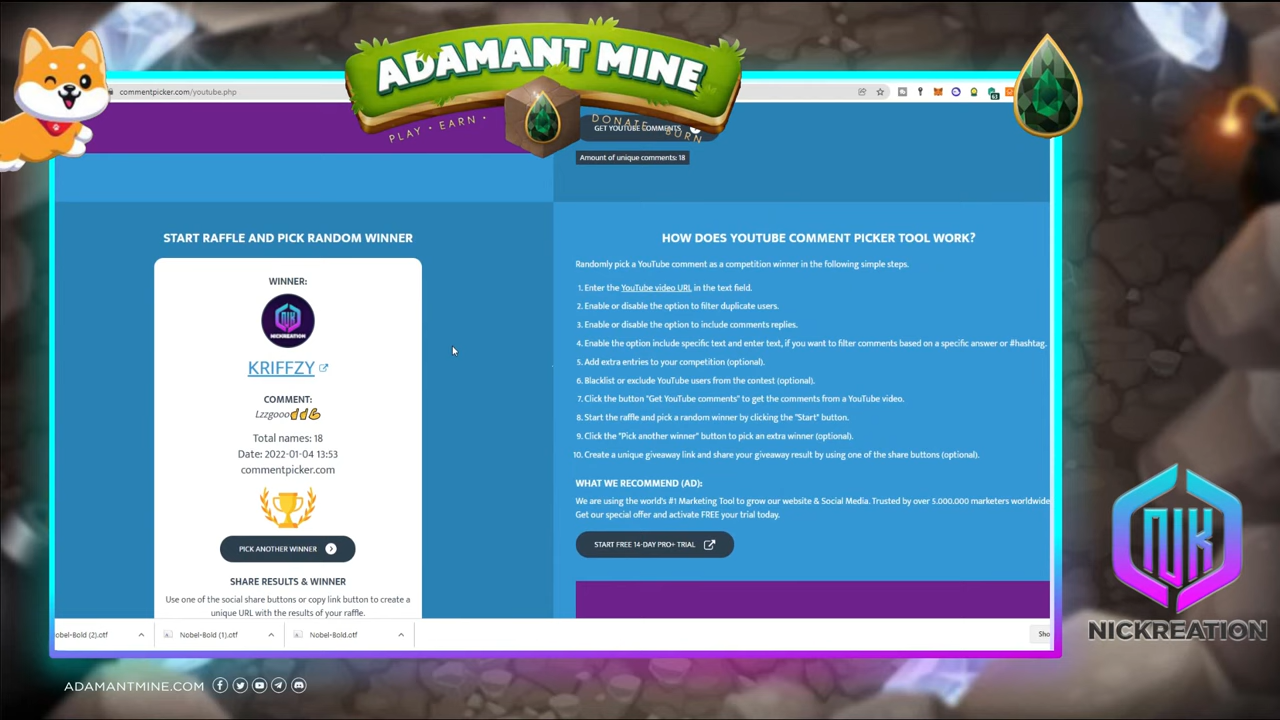 ADAMANT MINE
PLAY • EARN •
DONATE • BURN
commentpicker.com/youtube.php
GET YOUTUBE COMMENTS
Amount of unique comments: 18
START RAFFLE AND PICK RANDOM WINNER
WINNER:
NICKREATION
KRIFFZY
COMMENT:
Lzzgooo👍👍💪
Total names: 18
Date: 2022-01-04 13:53
commentpicker.com
PICK ANOTHER WINNER
SHARE RESULTS & WINNER
Use one of the social share buttons or copy link button to create a
unique URL with the results of your raffle.
HOW DOES YOUTUBE COMMENT PICKER TOOL WORK?
Randomly pick a YouTube comment as a competition winner in the following simple steps.
1. Enter the YouTube video URL in the text field.
2. Enable or disable the option to filter duplicate users.
3. Enable or disable the option to include comments replies.
4. Enable the option include specific text and enter text, if you want to filter comments based on a specific answer or #hashtag.
5. Add extra entries to your competition (optional).
6. Blacklist or exclude YouTube users from the contest (optional).
7. Click the button "Get YouTube comments" to get the comments from a YouTube video.
8. Start the raffle and pick a random winner by clicking the "Start" button.
9. Click the "Pick another winner" button to pick an extra winner (optional).
10. Create a unique giveaway link and share your giveaway result by using one of the share buttons (optional).
WHAT WE RECOMMEND (AD):
We are using the world's #1 Marketing Tool to grow our website & Social Media. Trusted by over 5.000.000 marketers worldwide
Get our special offer and activate FREE your trial today.
START FREE 14-DAY PRO+ TRIAL
obel-Bold (2).otf
Nobel-Bold (1).otf
Nobel-Bold.otf
Sho
NICKREATION
ADAMANTMINE.COM